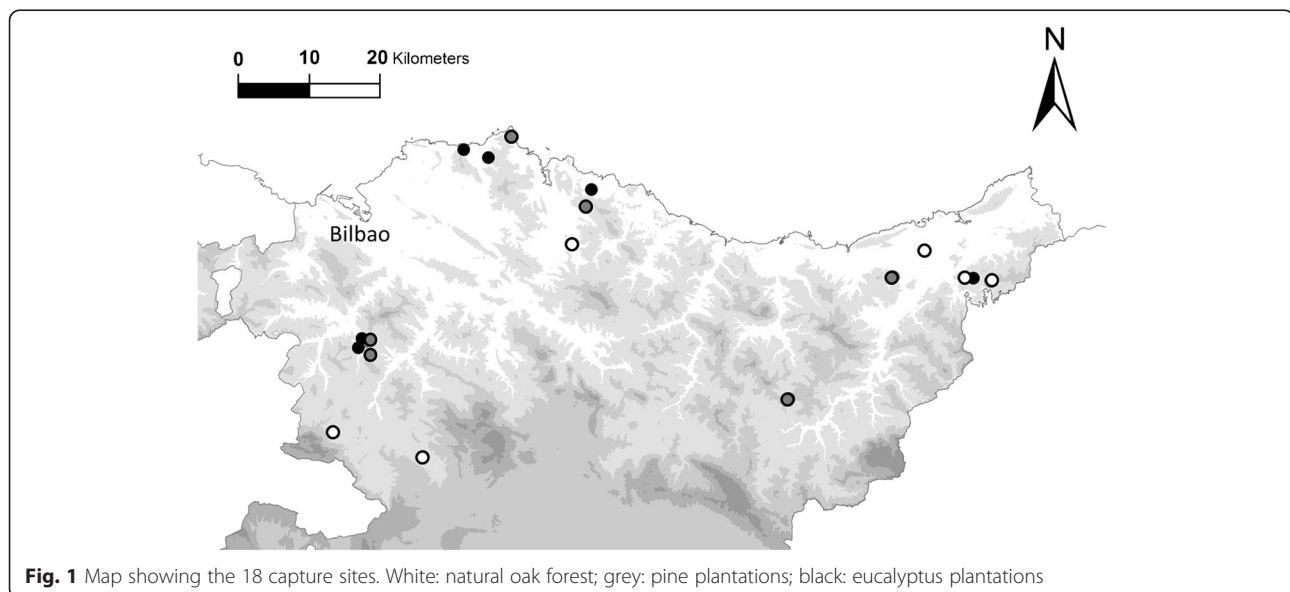 N
0 10 20 Kilometers
Bilbao
Fig. 1 Map showing the 18 capture sites. White: natural oak forest; grey: pine plantations; black: eucalyptus plantations